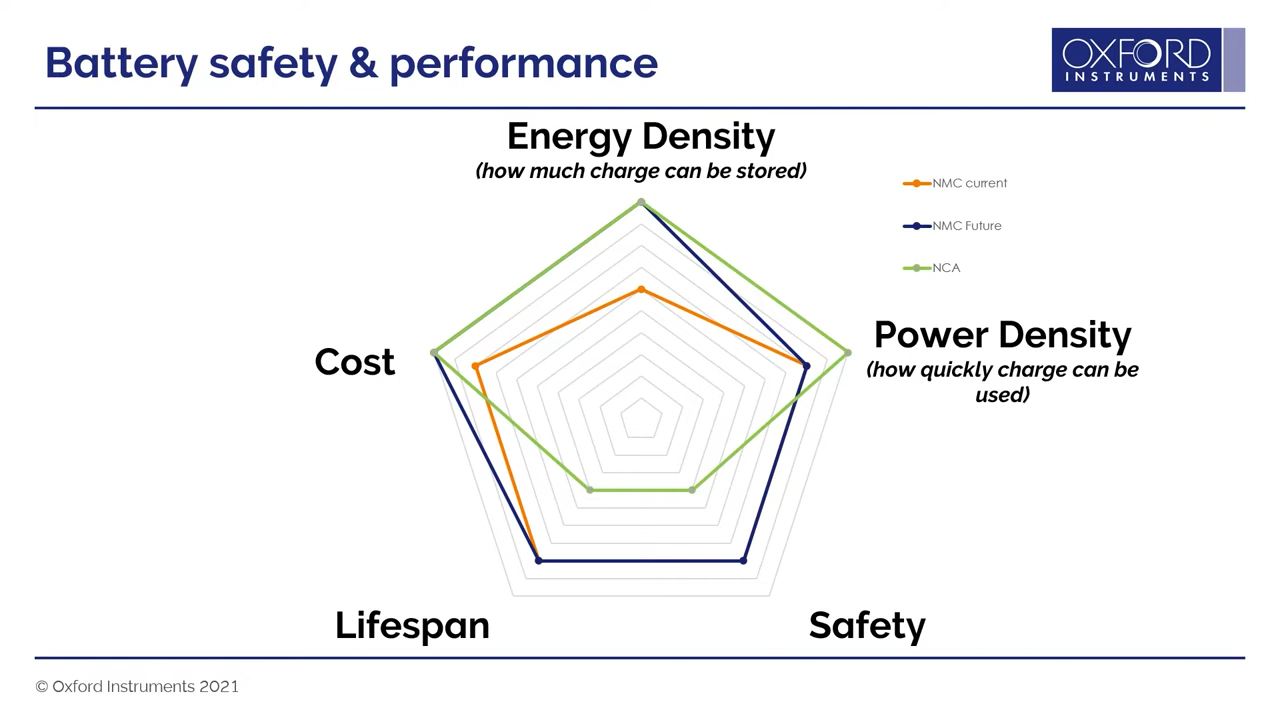 Battery safety & performance
OXFORD
INSTRUMENTS
Energy Density
(how much charge can be stored)
NMC current
NMC Future
NCA
Power Density
(how quickly charge can be
used)
Cost
Lifespan
Safety
© Oxford Instruments 2021